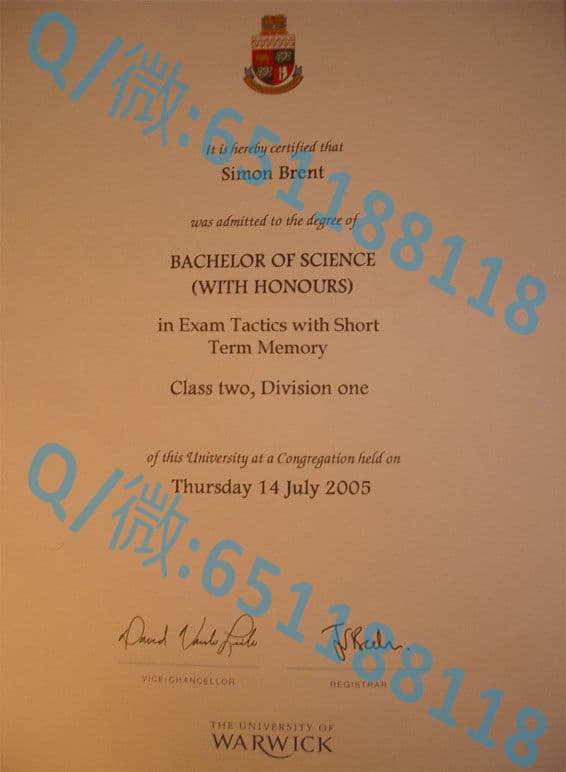 It is hereby certified that
Simon Brent
was admitted to the degree of
BACHELOR OF SCIENCE
(WITH HONOURS)
in Exam Tactics with Short
Term Memory
Class two, Division one
of this University at a Congregation held on
Thursday 14 July 2005
VICE-CHANCELLOR
REGISTRAR
THE UNIVERSITY OF
WARWICK
Q/微:651188118
Q/微:651188118